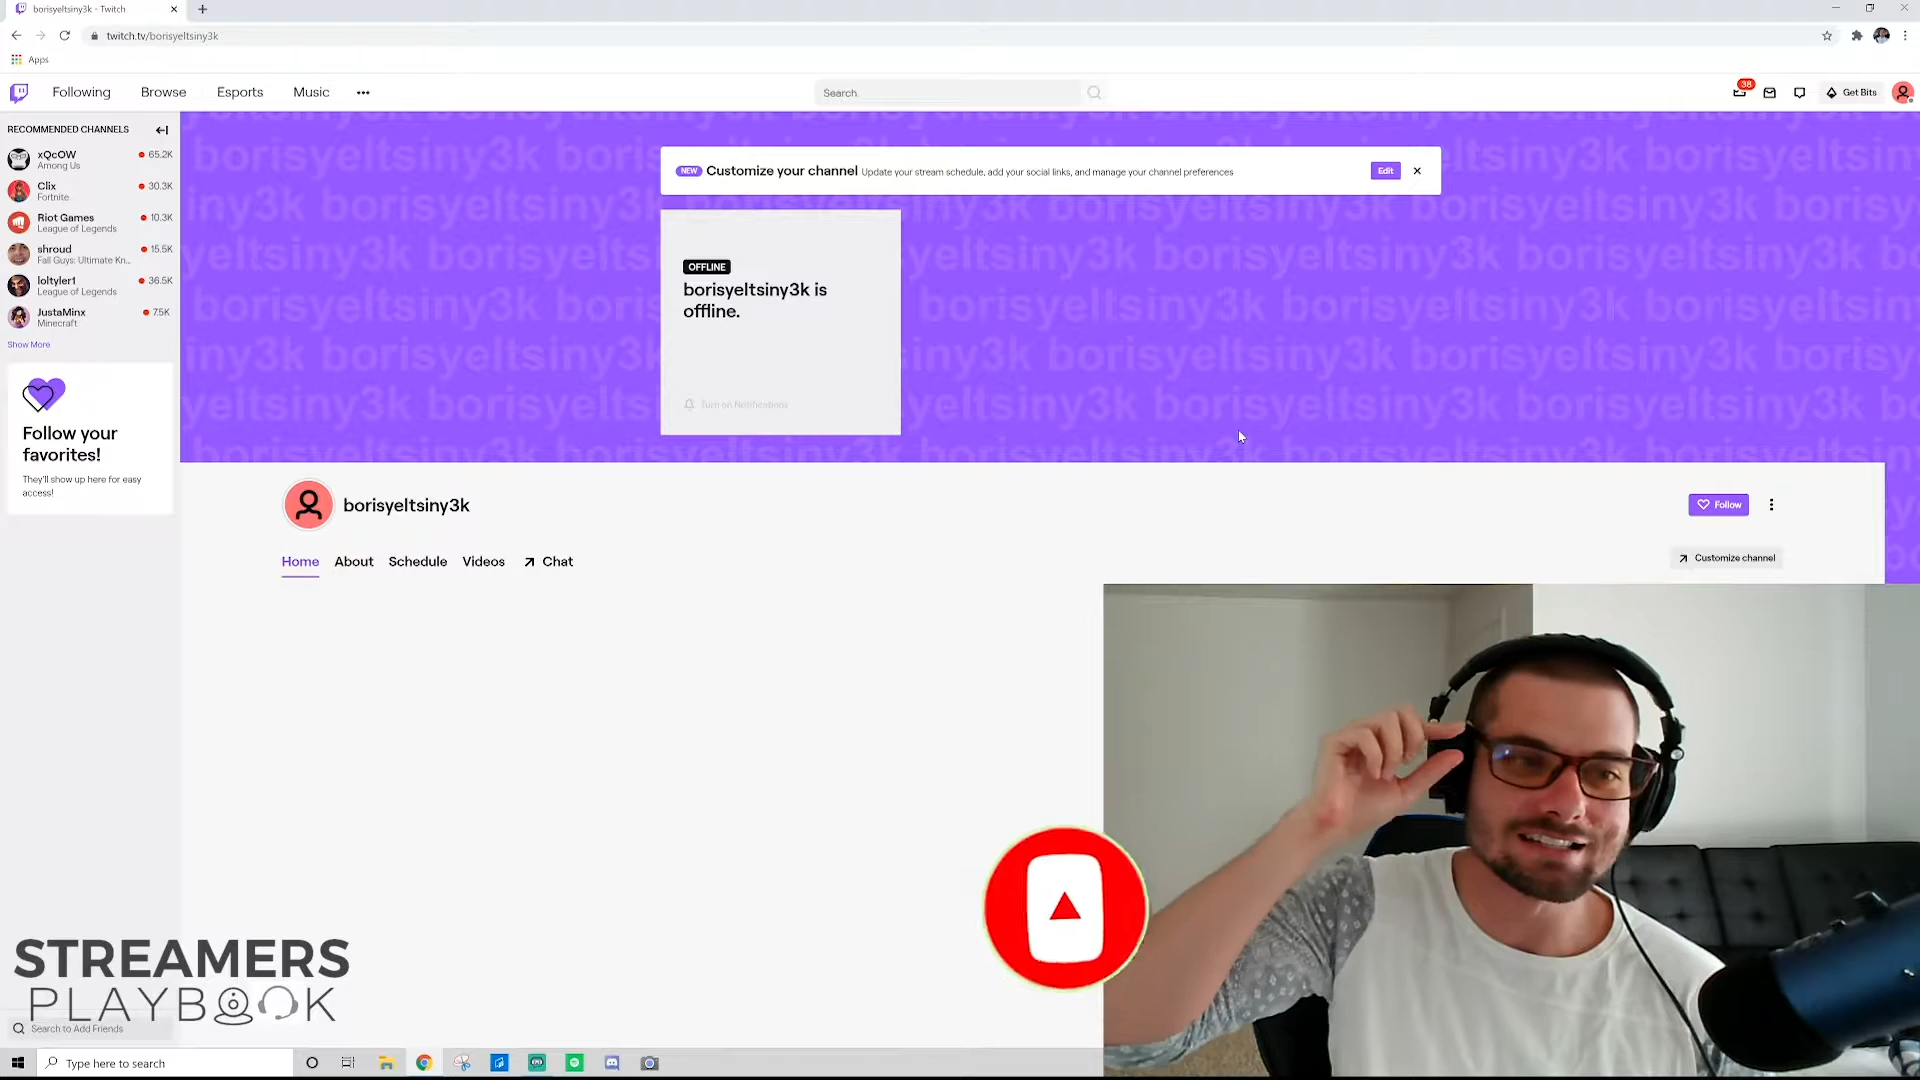 borisyeltsiny3k - Twitch
twitch.tv/borisyeltsiny3k
Apps
Following
Browse
Esports
Music
Search
38
Get Bits
RECOMMENDED CHANNELS
xQcOW
65.2K
Among Us
Clix
30.3K
Fortnite
Riot Games
10.3K
League of Legends
shroud
15.5K
Fall Guys: Ultimate Kn...
loltyler1
36.5K
League of Legends
JustaMinx
7.5K
Minecraft
Show More
Follow your
favorites!
They'll show up here for easy
access!
NEW Customize your channel Update your stream schedule, add your social links, and manage your channel preferences
Edit
OFFLINE
borisyeltsiny3k is
offline.
Turn on Notifications
borisyeltsiny3k
Follow
Home
About
Schedule
Videos
Chat
Customize channel
STREAMERS
PLAYBOOK
Search to Add Friends
Type here to search